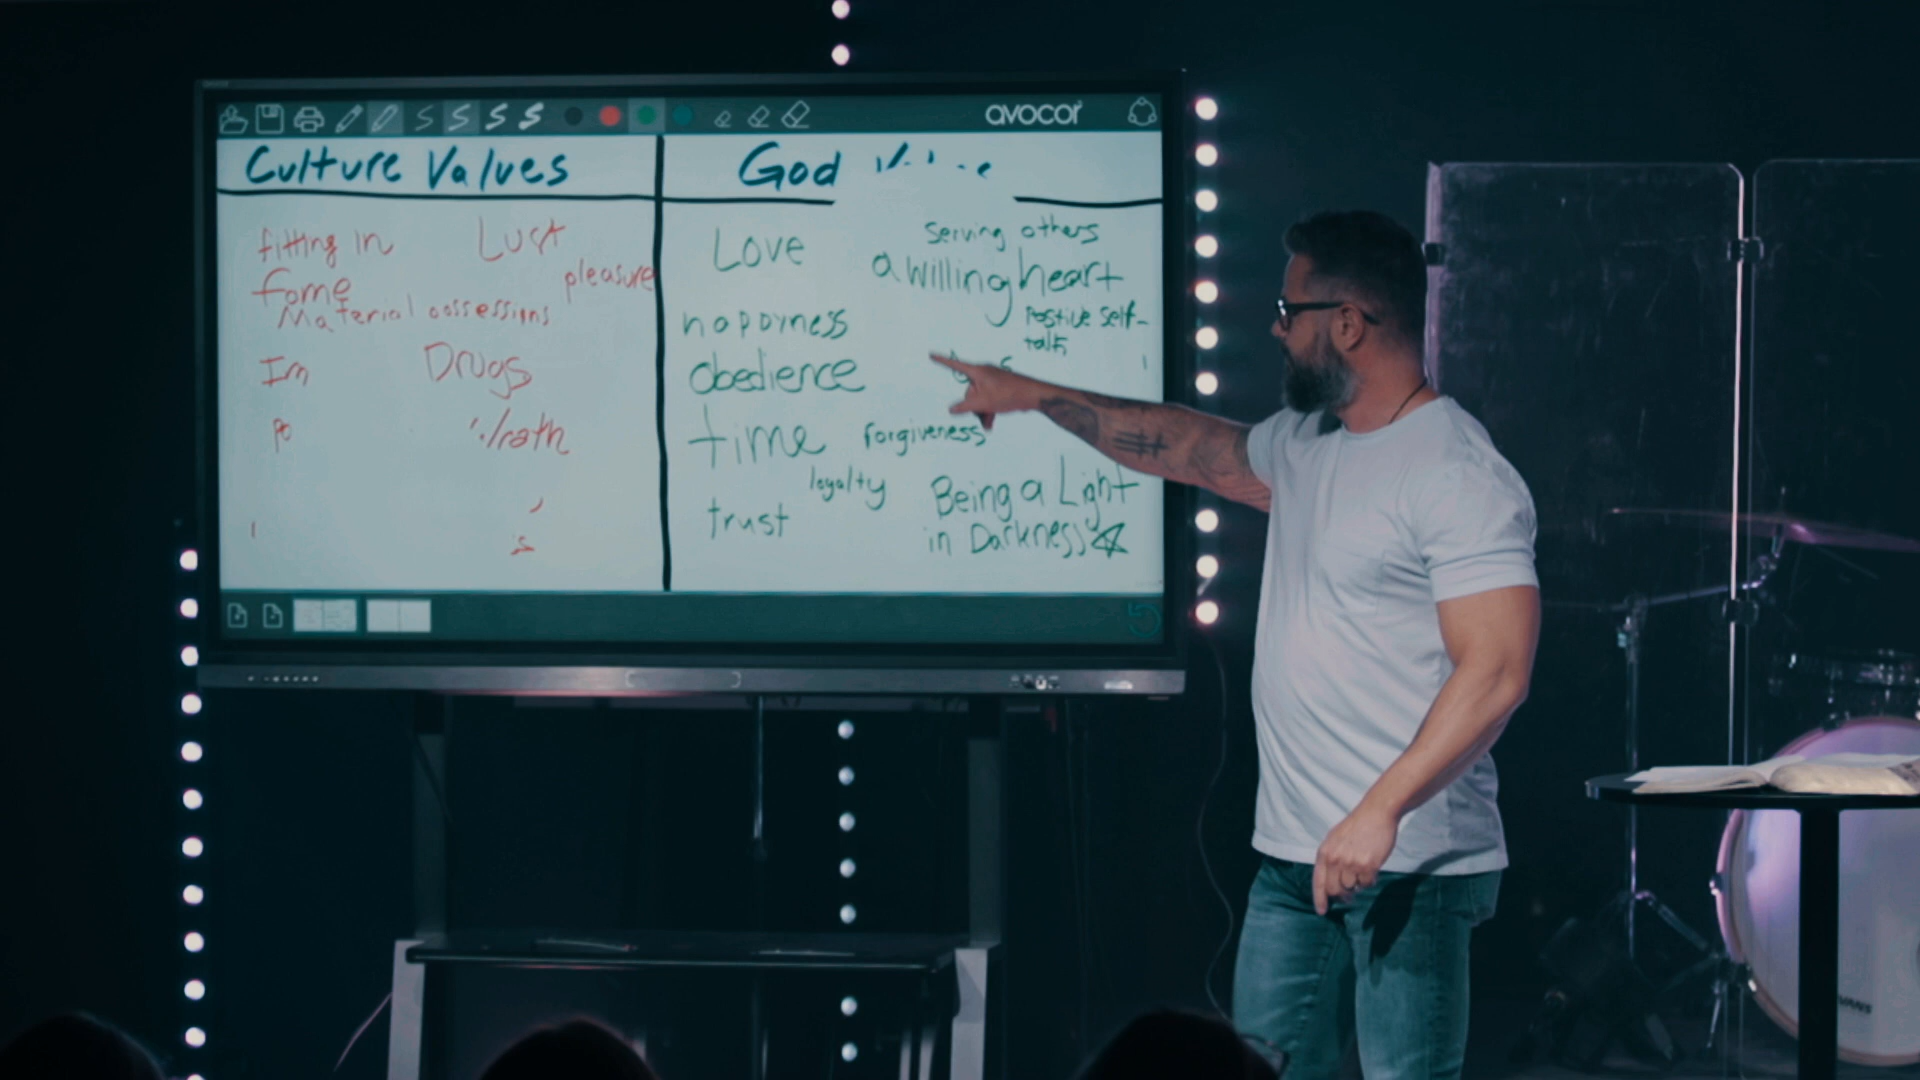 avocor
Culture Values
God
fitting in
Lust
pleasure
fame
Material possessions
Drugs
Love
Serving others
a willing heart
happyness
Postive self-
talk
obedience
time
forgiveness
loyalty
Being a Light
in Darkness
trust